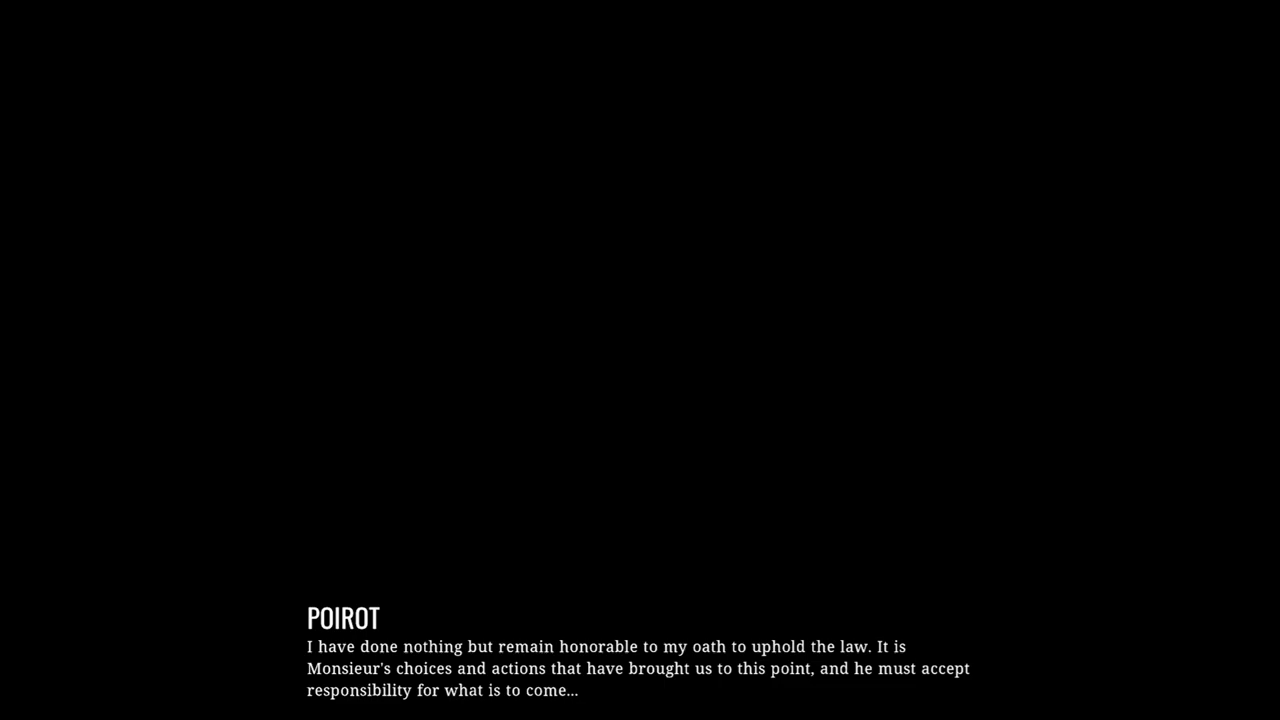 POIROT
I have done nothing but remain honorable to my oath to uphold the law. It is
Monsieur's choices and actions that have brought us to this point, and he must accept
responsibility for what is to come...